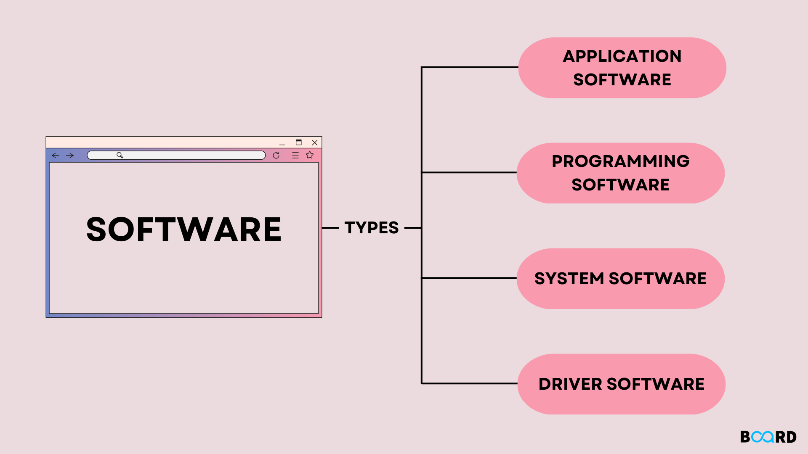 SOFTWARE
TYPES
APPLICATION
SOFTWARE
PROGRAMMING
SOFTWARE
SYSTEM SOFTWARE
DRIVER SOFTWARE
BOARD